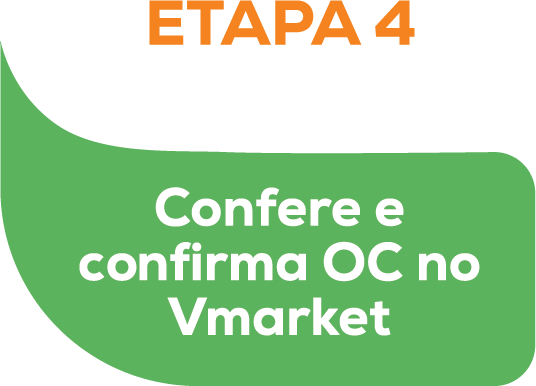 ETAPA 4
Confere e
confirma OC no
Vmarket